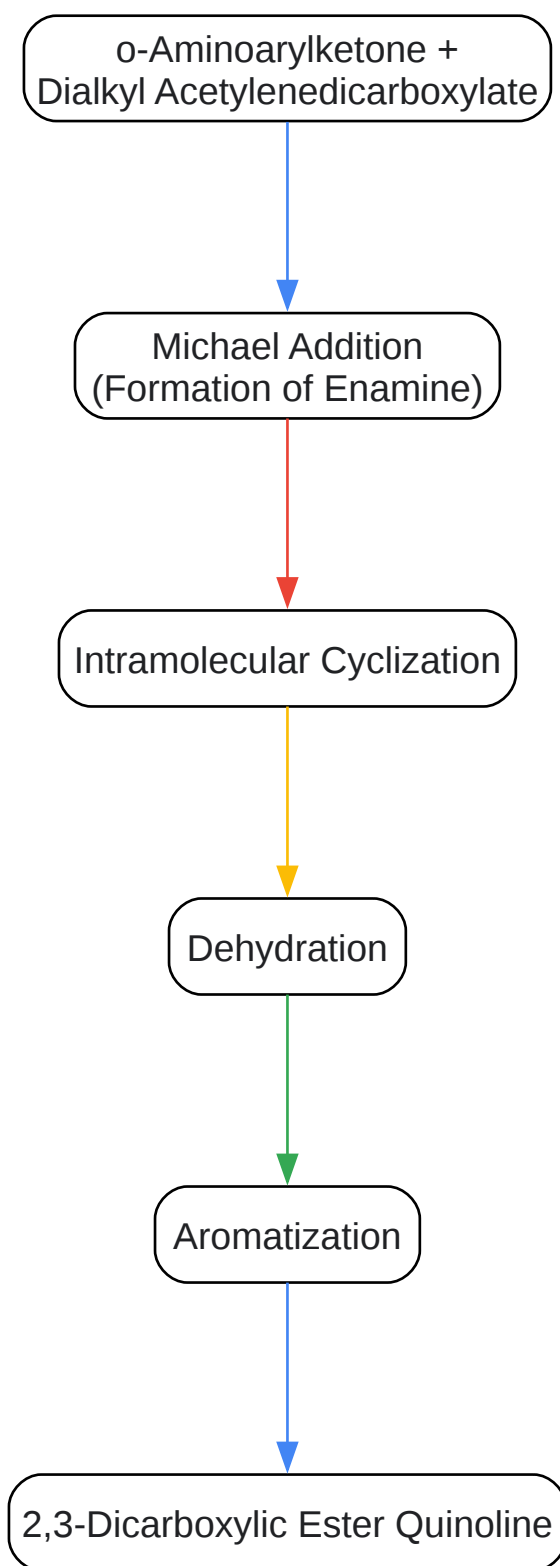 o-Aminoarylketone +
Dialkyl Acetylenedicarboxylate
Michael Addition
(Formation of Enamine)
Intramolecular Cyclization
Dehydration
Aromatization
2,3-Dicarboxylic Ester Quinoline